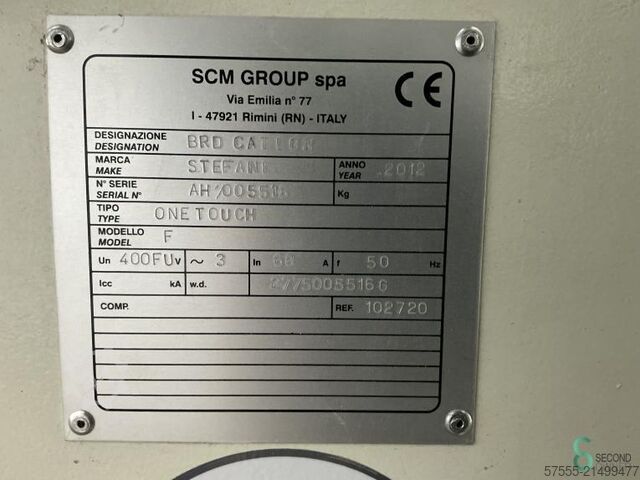 SCM GROUP spa
Via Emilia n° 77
I - 47921 Rimini (RN) - ITALY
CE
DESIGNAZIONE
DESIGNATION BRD
MARCA
MAKE STEFANI
ANNO
YEAR 2012
N° SERIE
SERIAL N°
Kg
TIPO
TYPE ONE TOUCH
MODELLO
MODEL F
Un 400FU v ~ 3 In A f 50 Hz
Icc kA w.d.
COMP. REF. 102720
SECOND
57555-21499477